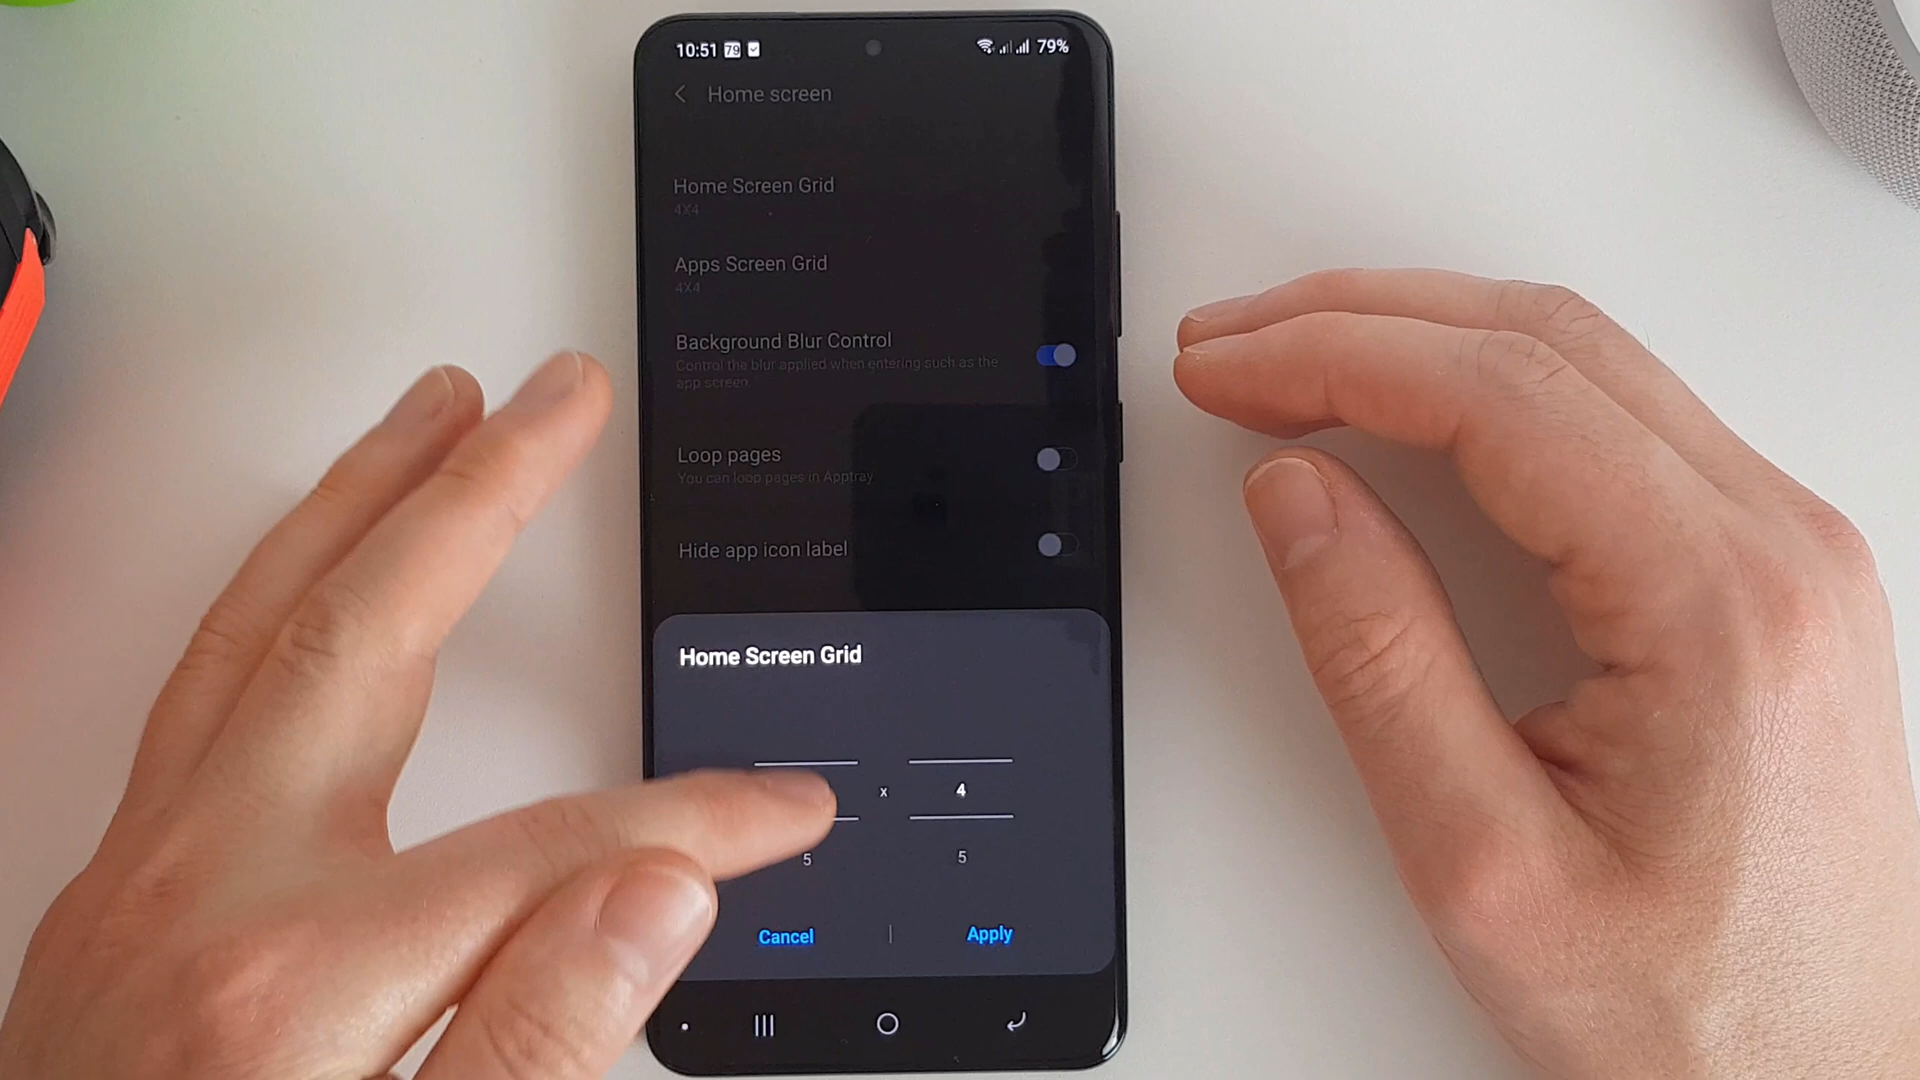 10:51 79 79%
Home screen
Home Screen Grid
4X4
Apps Screen Grid
4X4
Background Blur Control
Control the blur applied when entering such as the
app screen.
Loop pages
You can loop pages in Apptray
Hide app icon label
Home Screen Grid
x 4
5 5
Cancel | Apply